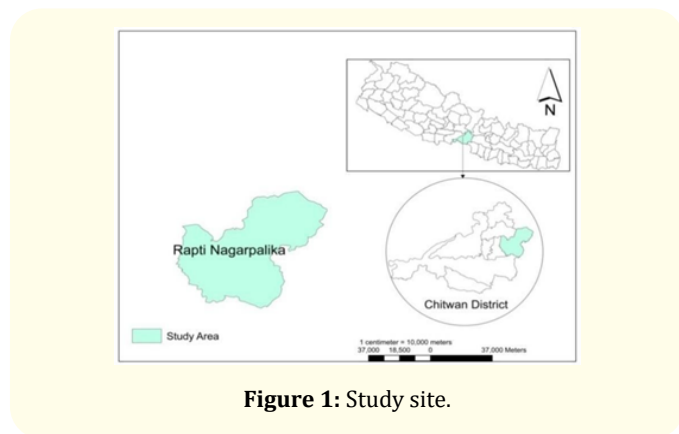 N
Rapti Nagarpalika
Chitwan District
Study Area
1 centimeter = 10,000 meters
37,000 18,500 0 37,000 Meters
Figure 1: Study site.